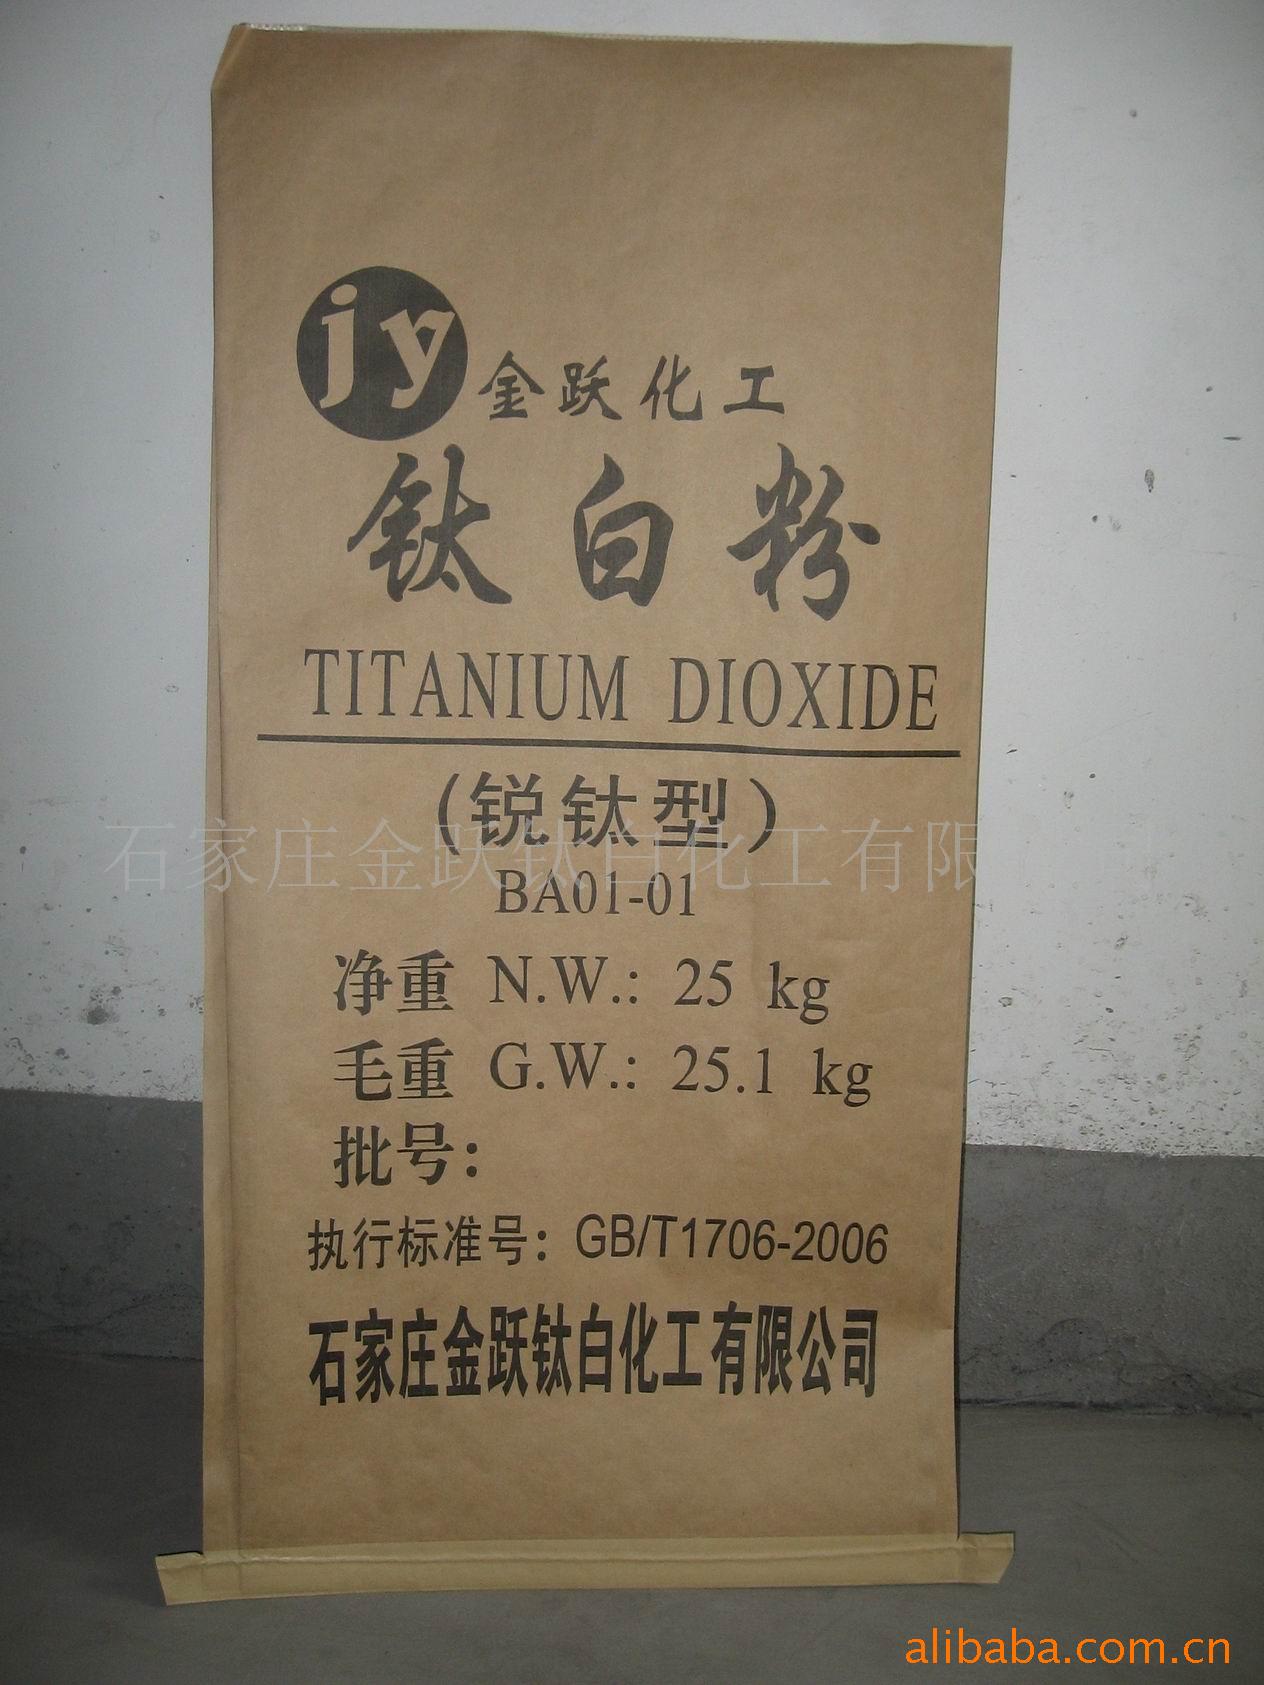 jy 金跃化工
钛白粉
TITANIUM DIOXIDE
(锐钛型)
石家庄金跃钛白化工有限
BA01-01
净重 N.W.: 25 kg
毛重 G.W.: 25.1 kg
批号:
执行标准号: GB/T1706-2006
石家庄金跃钛白化工有限公司
alibaba.com.cn